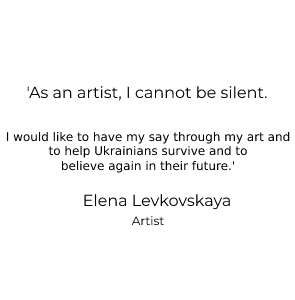 'As an artist, I cannot be silent.
I would like to have my say through my art and
to help Ukrainians survive and to
believe again in their future.'
Elena Levkovskaya
Artist